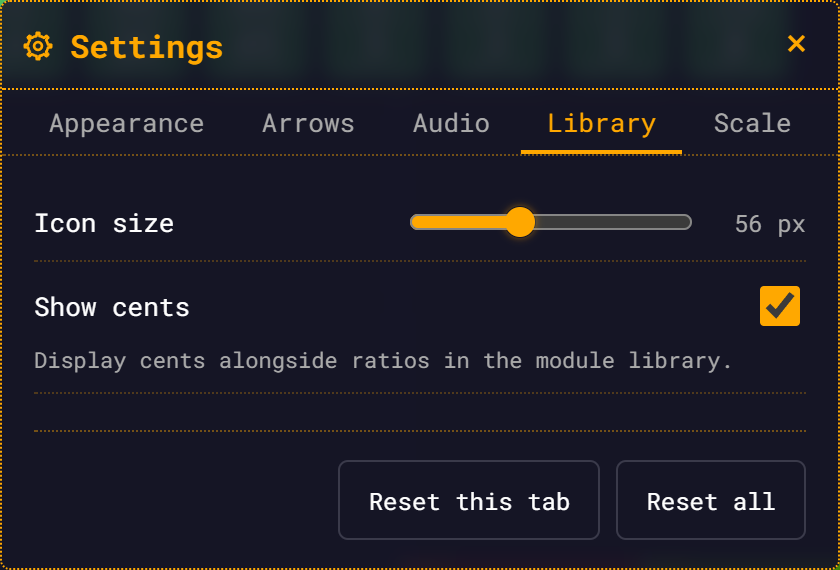 Settings
Appearance Arrows Audio Library Scale
Icon size 56 px
Show cents
Display cents alongside ratios in the module library.
Reset this tab Reset all